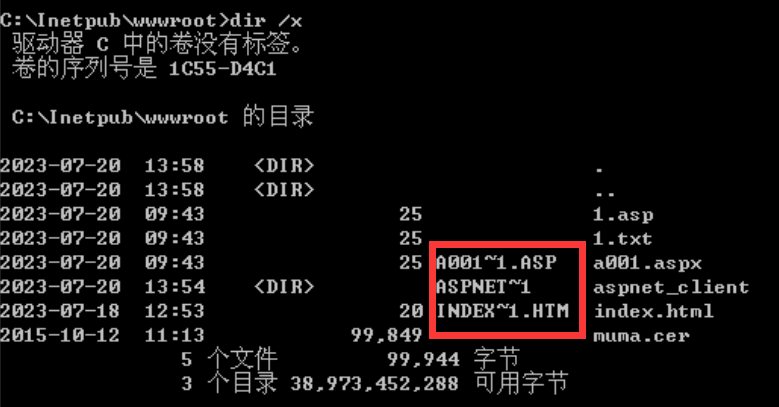 C:\Inetpub\wwwroot>dir /x
驱动器 C 中的卷没有标签。
卷的序列号是 1C55-D4C1
C:\Inetpub\wwwroot 的目录
2023-07-20 13:58 <DIR> .
2023-07-20 13:58 <DIR> ..
2023-07-20 09:43 25 1.asp
2023-07-20 09:43 25 1.txt
2023-07-20 09:43 25 A001~1.ASP a001.aspx
2023-07-20 13:54 <DIR> ASPNET~1 aspnet_client
2023-07-18 12:53 20 INDEX~1.HTM index.html
2015-10-12 11:13 99,849 muma.cer
5 个文件 99,944 字节
3 个目录 38,973,452,288 可用字节